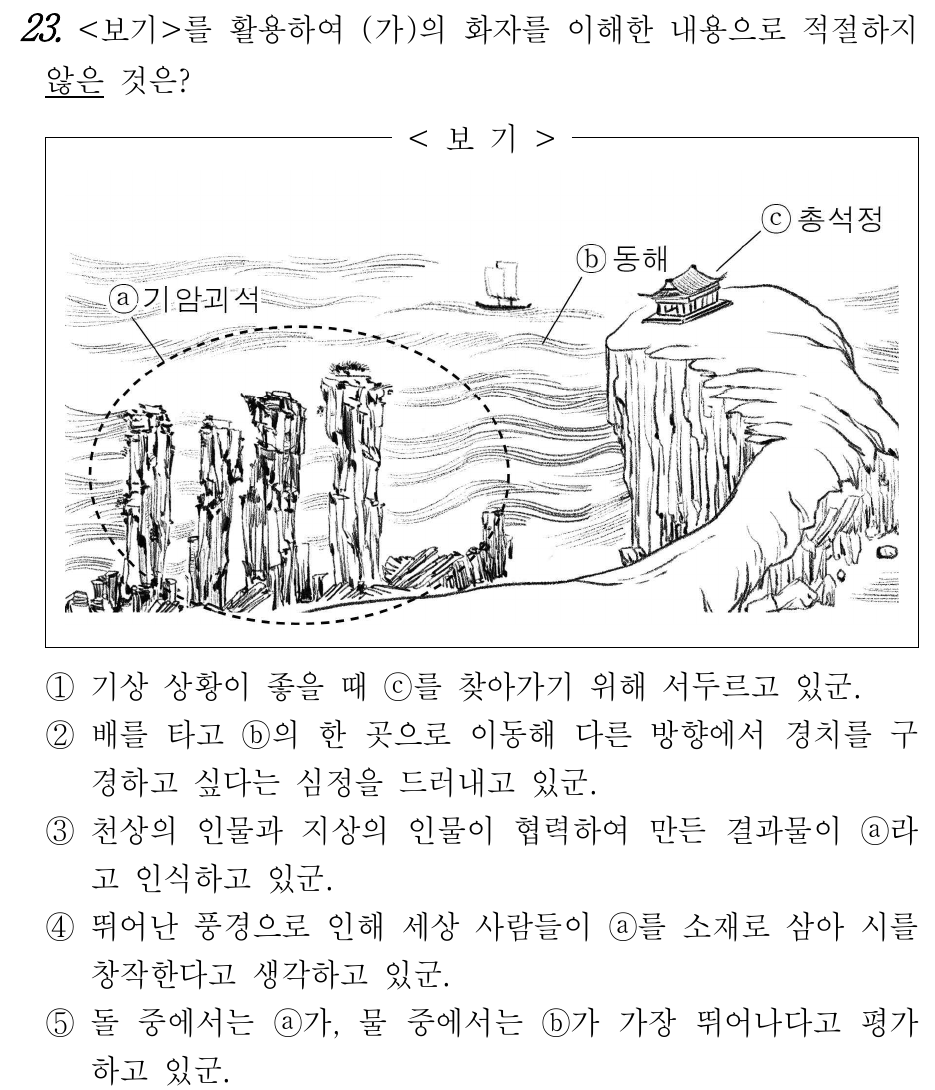 23. <보기>를 활용하여 (가)의 화자를 이해한 내용으로 적절하지
않은 것은?
< 보 기 >
ⓒ 총석정
ⓑ 동해
ⓐ 기암괴석
① 기상 상황이 좋을 때 ⓒ를 찾아가기 위해 서두르고 있군.
② 배를 타고 ⓑ의 한 곳으로 이동해 다른 방향에서 경치를 구
경하고 싶다는 심정을 드러내고 있군.
③ 천상의 인물과 지상의 인물이 협력하여 만든 결과물이 ⓐ라
고 인식하고 있군.
④ 뛰어난 풍경으로 인해 세상 사람들이 ⓐ를 소재로 삼아 시를
창작한다고 생각하고 있군.
⑤ 돌 중에서는 ⓐ가, 물 중에서는 ⓑ가 가장 뛰어나다고 평가
하고 있군.